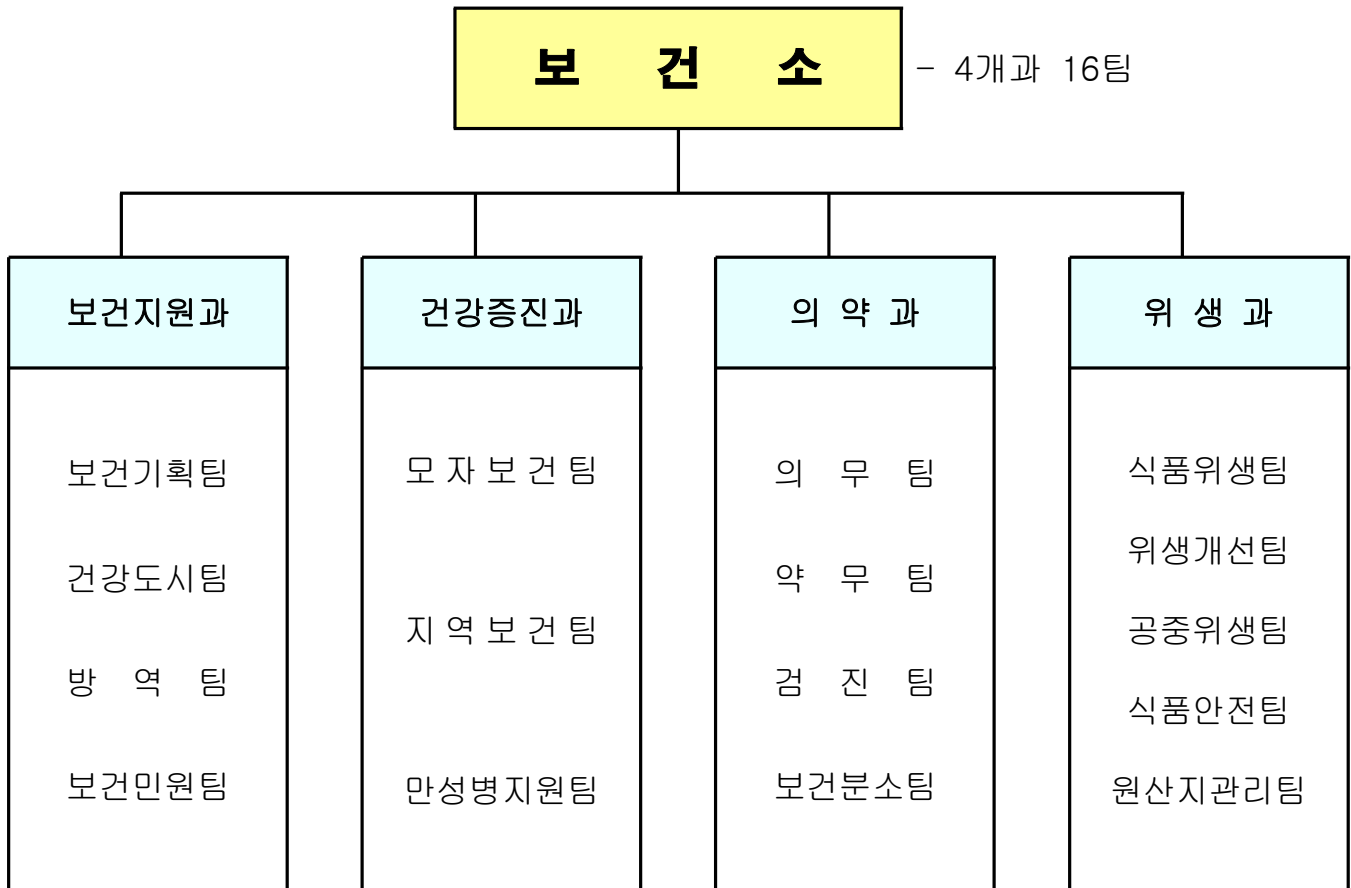 보 건 소
- 4개과 16팀
보건지원과
보건기획팀
건강도시팀
방 역 팀
보건민원팀
건강증진과
모 자 보 건 팀
지 역 보 건 팀
만성병지원팀
의 약 과
의 무 팀
약 무 팀
검 진 팀
보건분소팀
위 생 과
식품위생팀
위생개선팀
공중위생팀
식품안전팀
원산지관리팀